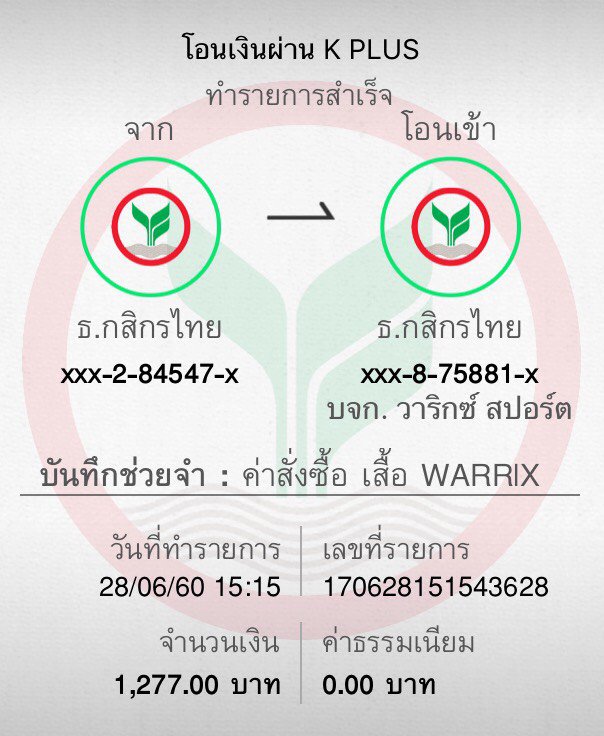 โอนเงินผ่าน K PLUS
ทำรายการสำเร็จ
จาก
โอนเข้า
ธ.กสิกรไทย
ธ.กสิกรไทย
xxx-2-84547-x
xxx-8-75881-x
บจก. วาริกซ์ สปอร์ต
บันทึกช่วยจำ : ค่าสั่งซื้อ เสื้อ WARRIX
วันที่ทำรายการ
เลขที่รายการ
28/06/60 15:15
170628151543628
จำนวนเงิน
ค่าธรรมเนียม
1,277.00 บาท
0.00 บาท